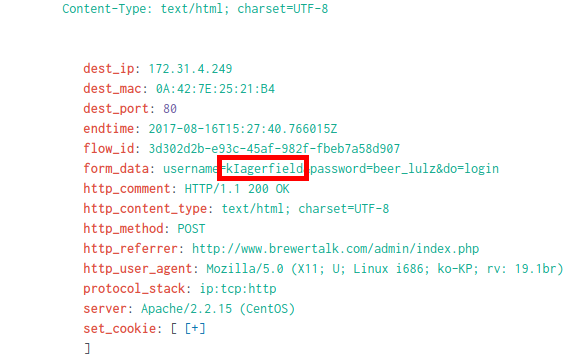 Content-Type: text/html; charset=UTF-8
dest_ip: 172.31.4.249
dest_mac: 0A:42:7E:25:21:B4
dest_port: 80
endtime: 2017-08-16T15:27:40.766015Z
flow_id: 3d302d2b-e93c-45af-982f-fbeb7a58d907
form_data: username=kIagerfield&password=beer_lulz&do=login
http_comment: HTTP/1.1 200 OK
http_content_type: text/html; charset=UTF-8
http_method: POST
http_referrer: http://www.brewertalk.com/admin/index.php
http_user_agent: Mozilla/5.0 (X11; U; Linux i686; ko-KP; rv: 19.1br)
protocol_stack: ip:tcp:http
server: Apache/2.2.15 (CentOS)
set_cookie: [ [+]
]